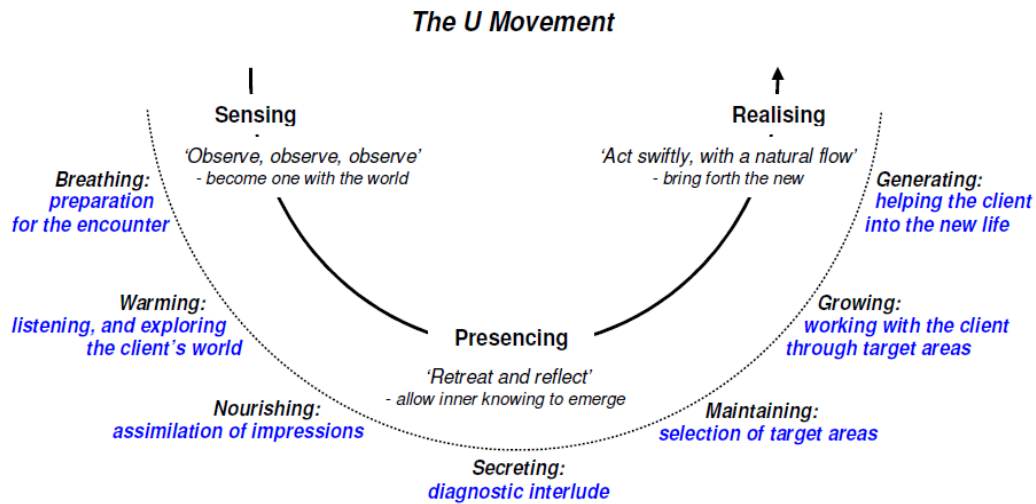 The U Movement
Sensing
'Observe, observe, observe'
- become one with the world
Realising
'Act swiftly, with a natural flow'
- bring forth the new
Breathing:
preparation
for the encounter
Generating:
helping the client
into the new life
Warming:
listening, and exploring
the client's world
Growing:
working with the client
through target areas
Presencing
'Retreat and reflect'
- allow inner knowing to emerge
Nourishing:
assimilation of impressions
Maintaining:
selection of target areas
Secreting:
diagnostic interlude